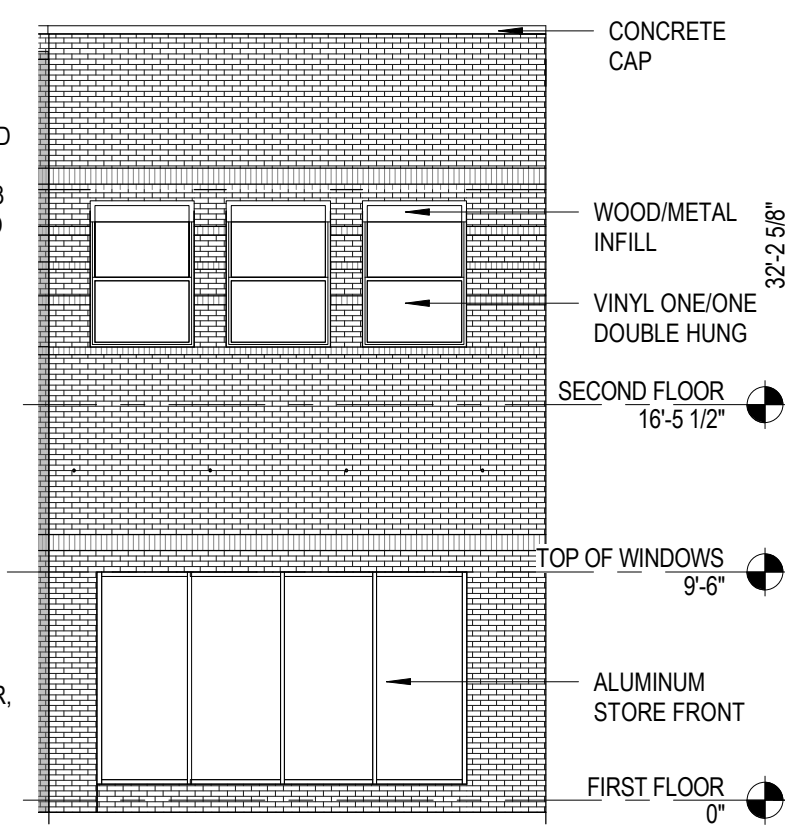 CONCRETE
CAP
D
WOOD/METAL
INFILL
32'-2 5/8"
VINYL ONE/ONE
DOUBLE HUNG
SECOND FLOOR
16'-5 1/2"
TOP OF WINDOWS
9'-6"
R,
ALUMINUM
STORE FRONT
FIRST FLOOR
0"